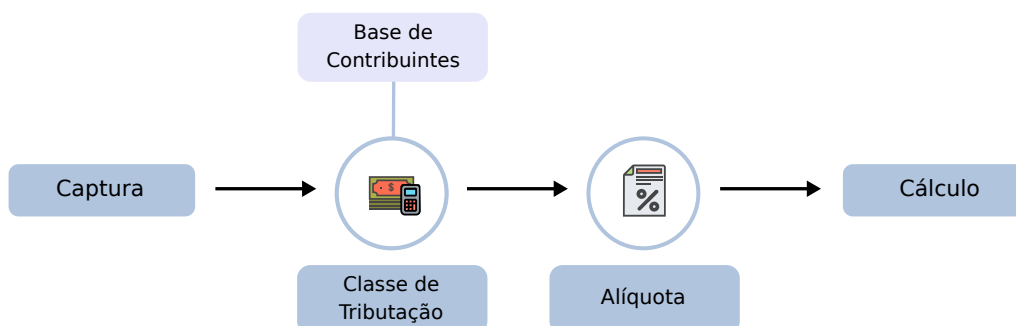 Base de
Contribuintes
Captura
$
%
Cálculo
Classe de
Tributação
Alíquota